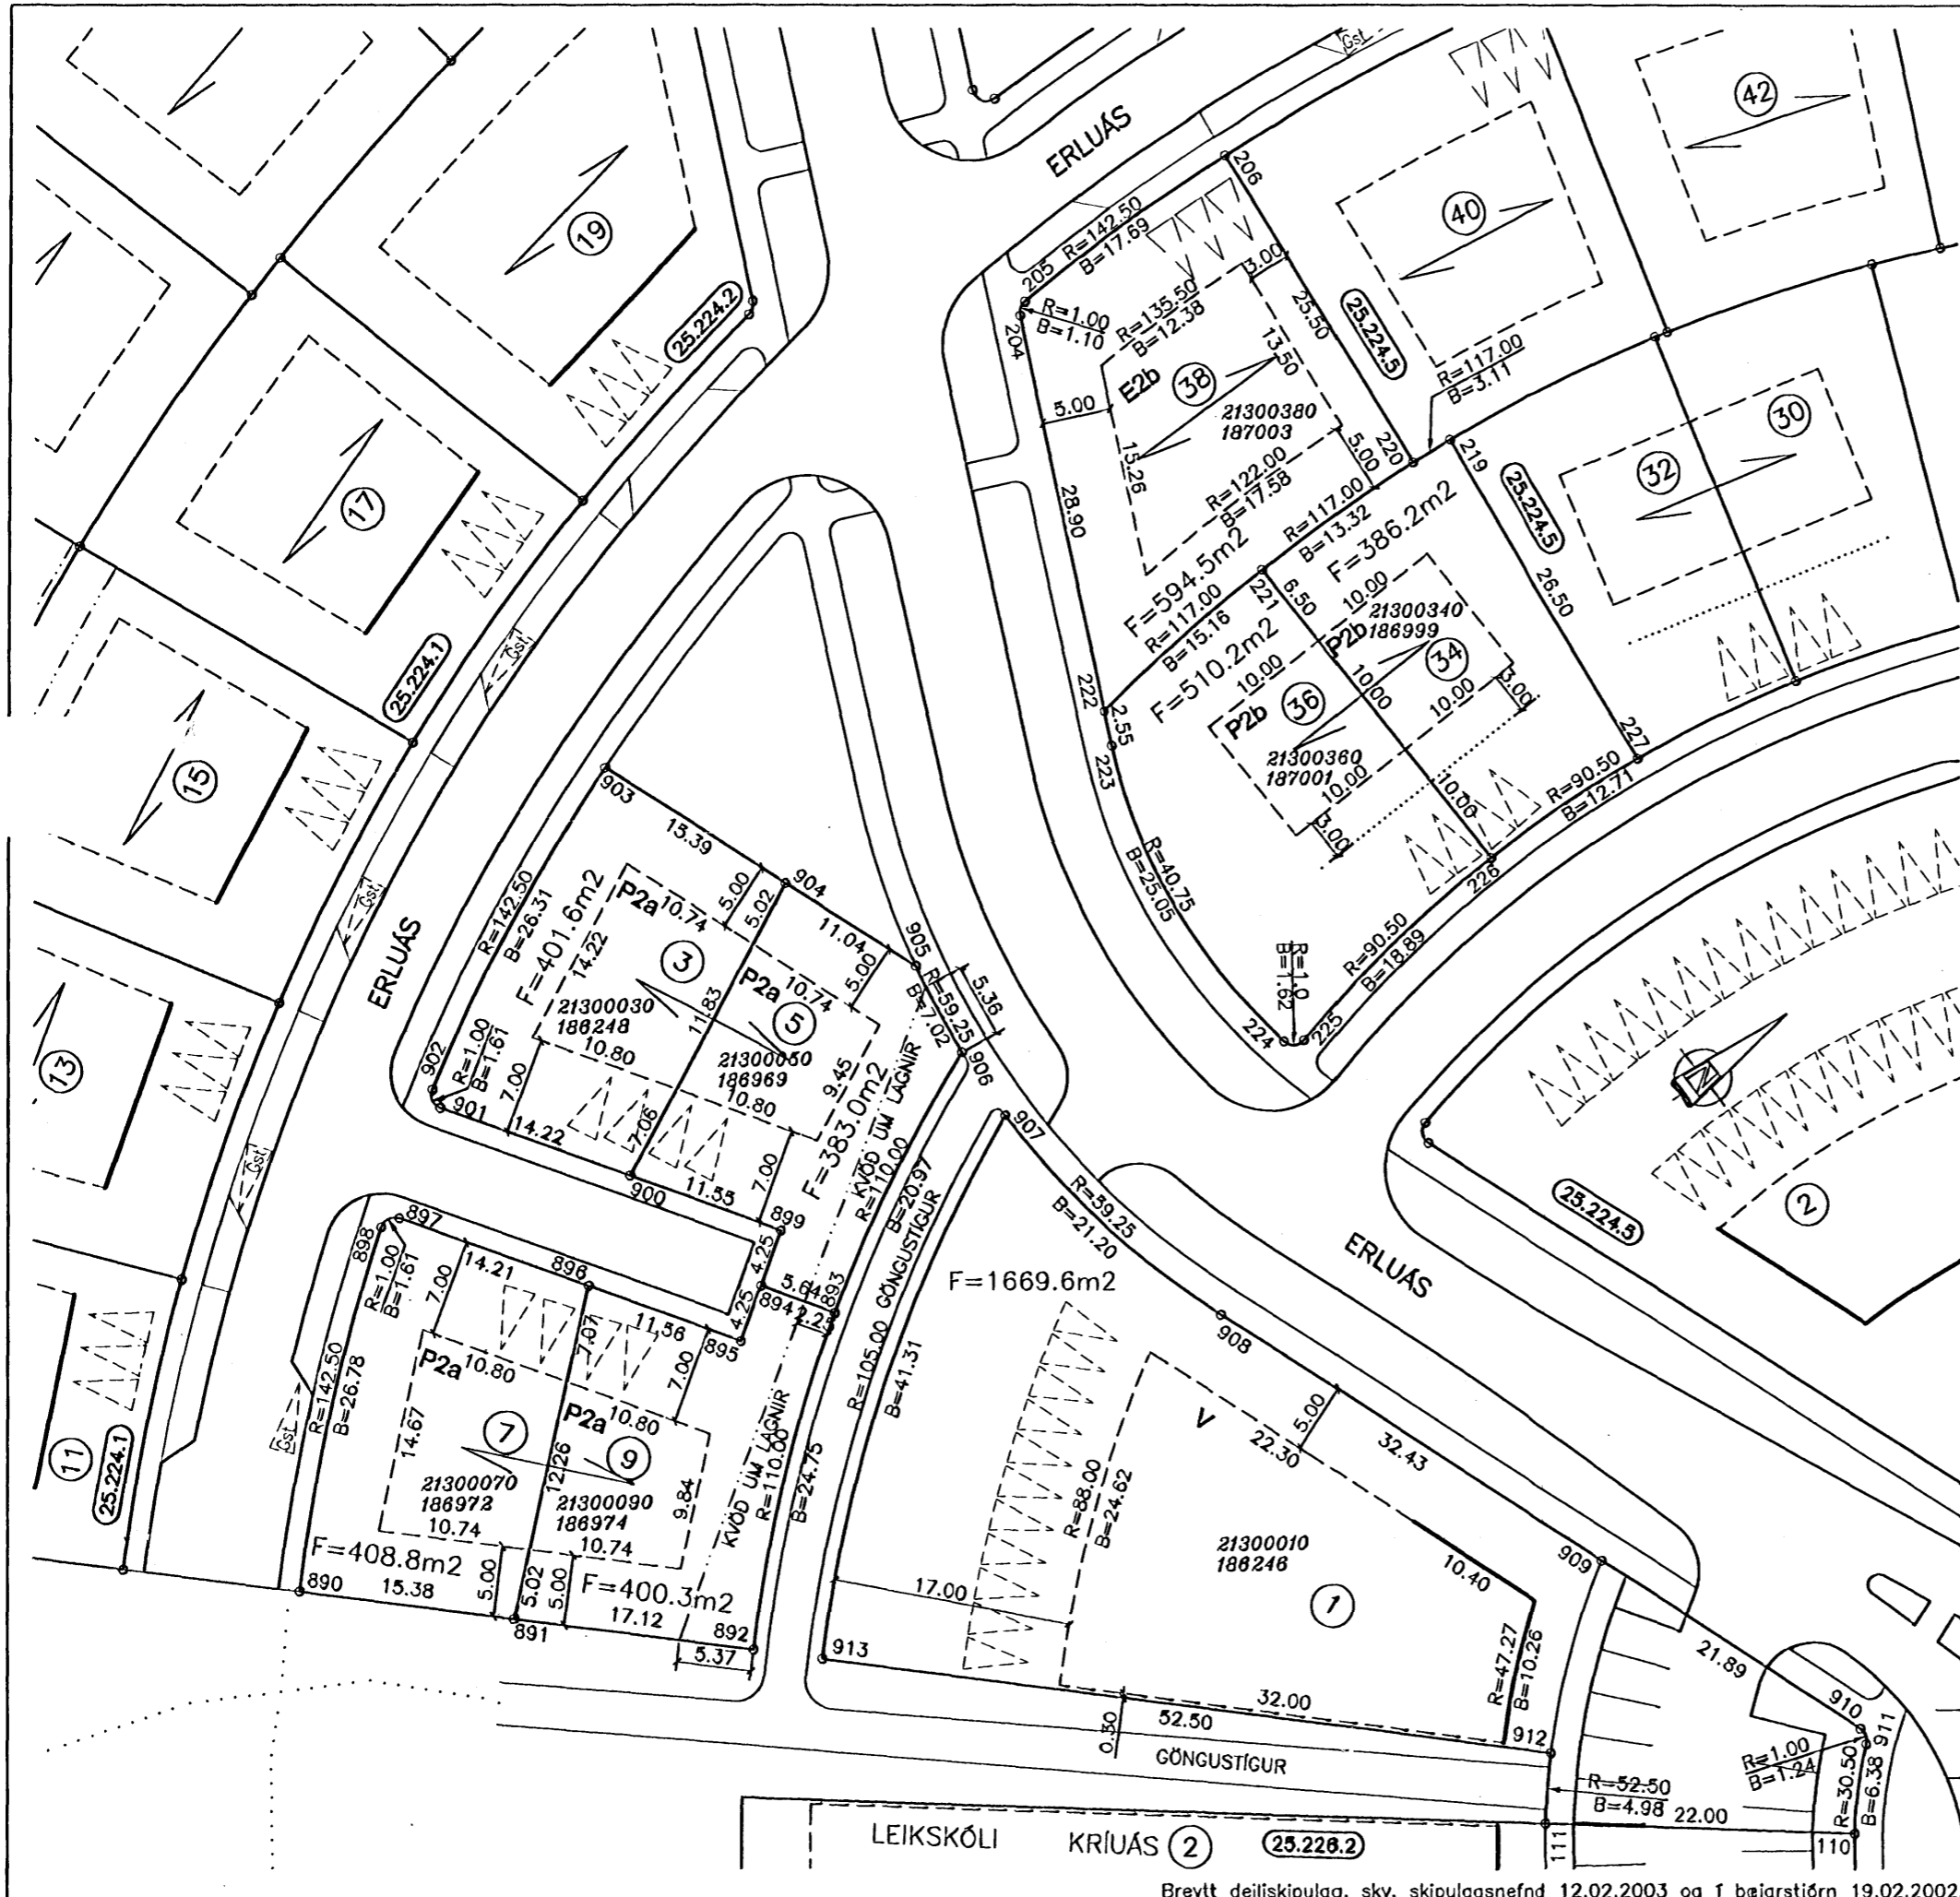 Gst
42
ERLUÁS
206
40
19
R=142.50
B=17.69
205
3.00
25.224.2
R=1.00
B=1.10
204
R=135.50
B=12.38
25.50
25.224.5
13.50
R=117.00
B=3.11
E2b
38
5.00
21300380
187003
30
15.26
220
5.00
219
32
17
28.90
R=122.00
B=17.58
25.224.5
R=117.00
B=13.32
F=386.2m2
F=594.5m2
R=117.00
B=15.16
221
6.50
10.00
21300340
186999
26.50
Gst
F=510.2m2
P2b
34
25.224.1
10.00
10.00
10.00
3.00
222
2.55
P2b
36
227
223
21300360
187001
10.00
R=90.50
B=12.71
15
903
3.00
10.00
15.39
226
R=40.75
B=25.05
904
P2a
10.74
5.00
5.02
Gst
F=401.6m2
R=142.50
B=26.31
14.22
11.04
905
R=90.50
B=18.89
ERLUÁS
3
P2a
10.74
5.00
5.36
R=1.0
B=1.62
21300030
186248
11.83
5
R=59.25
B=7.02
224
225
10.80
21300050
186969
906
13
902
R=1.00
B=1.61
7.00
9.45
10.80
901
14.22
7.06
F=383.0m2
KVÖÐ UM LAGNIR
907
Gst
R=110.00
B=20.97
900
11.55
7.00
25.224.5
2
898
897
899
GÖNGUSTÍGUR
R=59.25
B=21.20
R=1.00
B=1.61
7.00
14.21
896
4.25
5.64
894
893
2.25
F=1669.6m2
ERLUÁS
4.25
11.56
895
7.07
908
R=142.50
B=26.78
P2a
10.80
7.00
R=105.00
B=41.31
Gst
5.00
V
14.67
7
P2a
10.80
9
22.30
32.43
11
25.224.1
12.26
KVÖÐ UM LAGNIR
R=110.00
B=24.75
R=88.00
B=24.62
21300070
186972
21300090
186974
9.84
10.74
10.74
21300010
186246
909
F=408.8m2
10.40
890
15.38
5.00
5.02
5.00
F=400.3m2
17.12
17.00
1
891
892
5.37
913
R=47.27
B=10.26
21.89
32.00
910
52.50
912
911
0.30
GÖNGUSTÍGUR
R=1.00
B=1.24
R=52.50
B=4.98
22.00
R=30.50
B=6.38
LEIKSKÓLI
KRÍUÁS
2
25.226.2
111
110
Breytt deiliskipulag, skv. skipulagsnefnd 12.02.2003 og í bæjarstjórn 19.02.2002